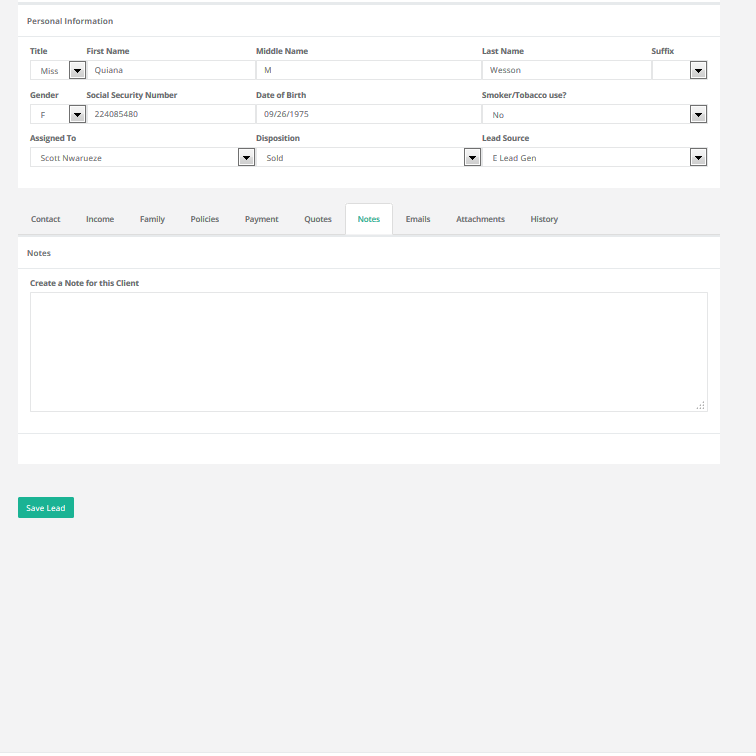 Personal Information
Title First Name Middle Name Last Name Suffix
Miss Quiana M Wesson
Gender Social Security Number Date of Birth Smoker/Tobacco use?
F 224085480 09/26/1975 No
Assigned To Disposition Lead Source
Scott Nwarueze Sold E Lead Gen
Contact Income Family Policies Payment Quotes Notes Emails Attachments History
Notes
Create a Note for this Client
Save Lead